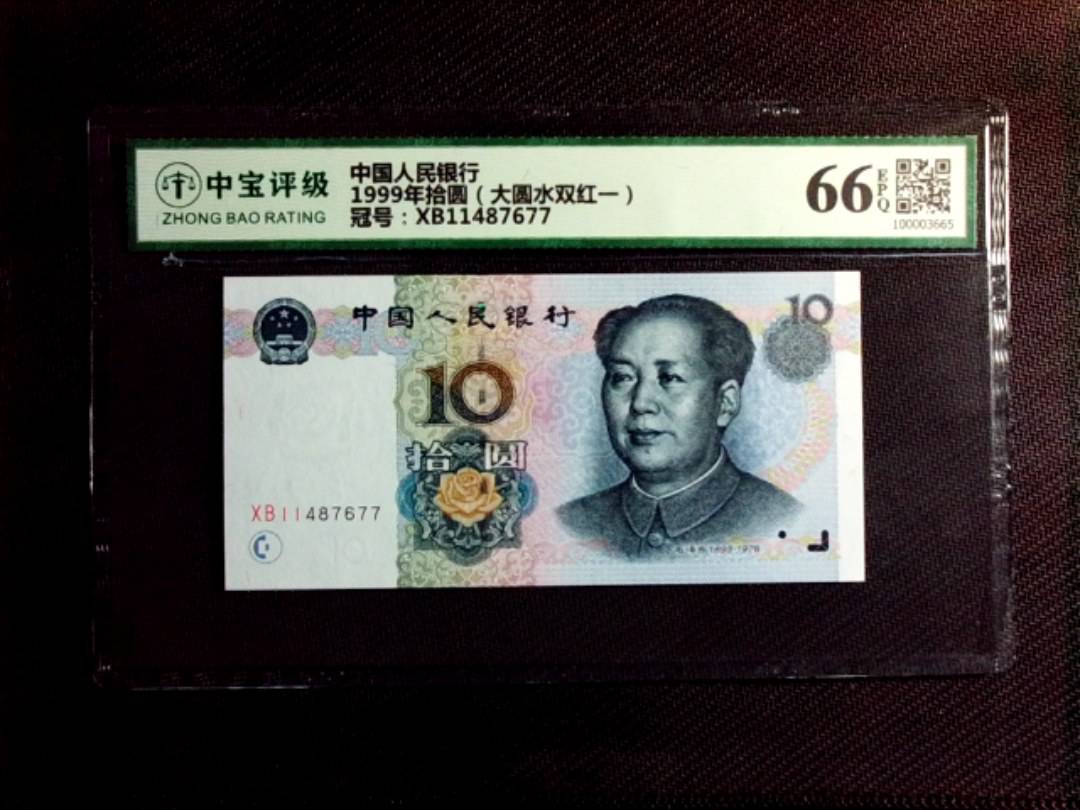 中宝评级
ZHONG BAO RATING
中国人民银行
1999年拾圆（大圆水双红一）
冠号：XB11487677
66
EPQ
100003665
中国人民银行
10
10
拾圆
XB11487677
1893-1976